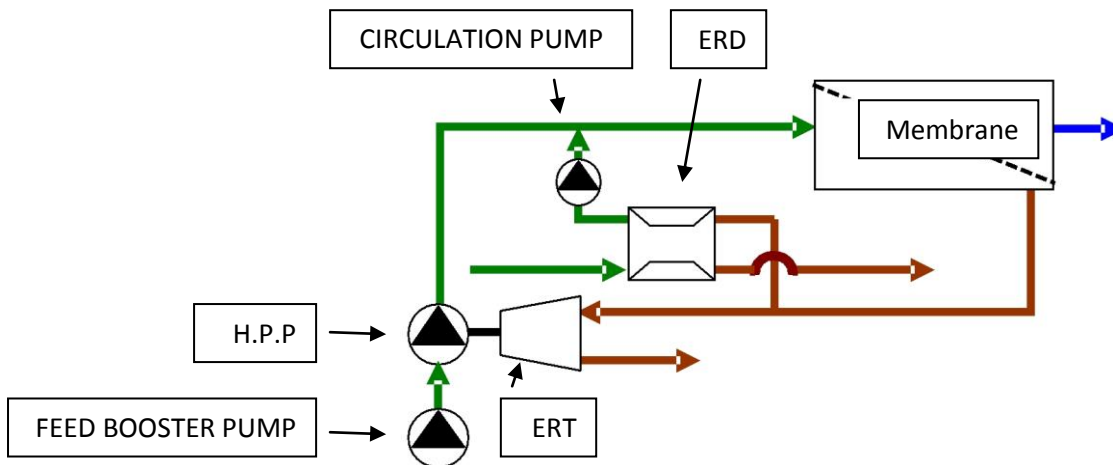 CIRCULATION PUMP
ERD
Membrane
H.P.P
FEED BOOSTER PUMP
ERT